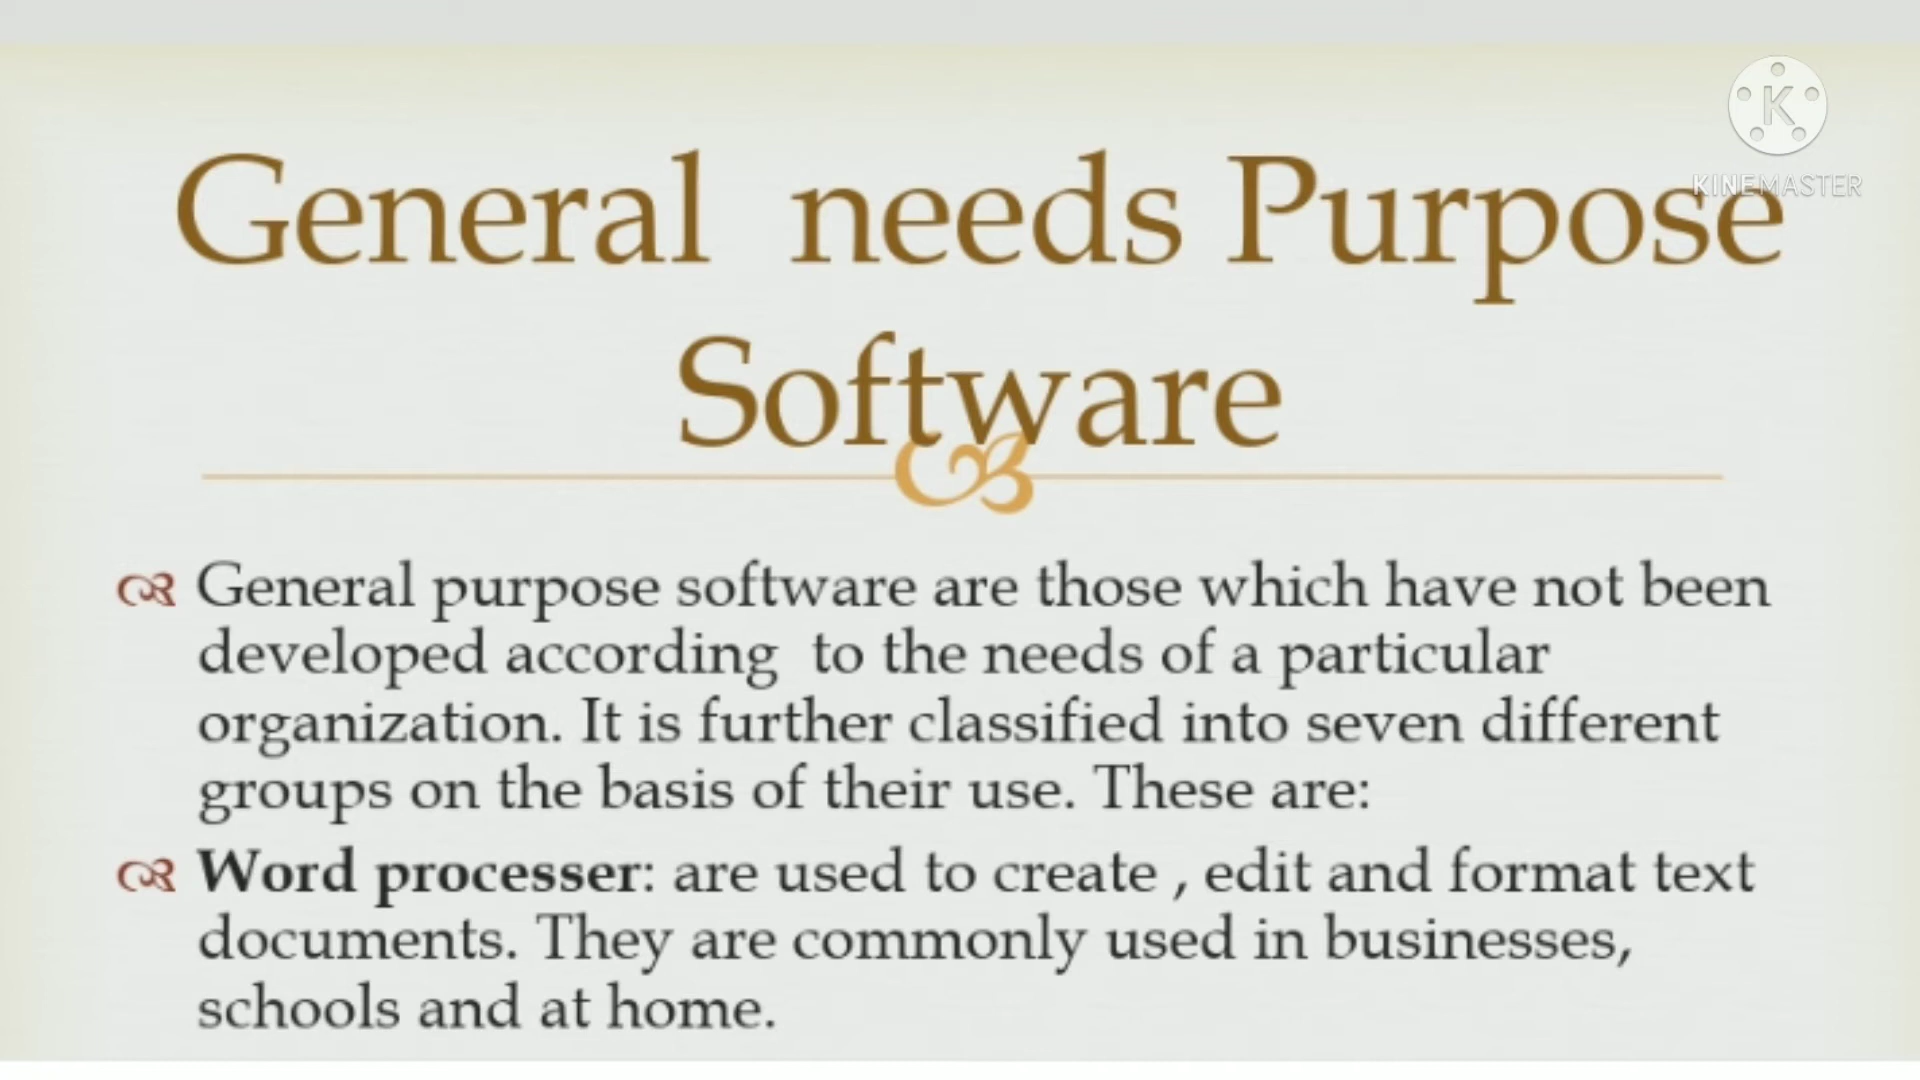 K
KINEMASTER
General needs Purpose
Software
General purpose software are those which have not been
developed according to the needs of a particular
organization. It is further classified into seven different
groups on the basis of their use. These are:
Word processer: are used to create , edit and format text
documents. They are commonly used in businesses,
schools and at home.